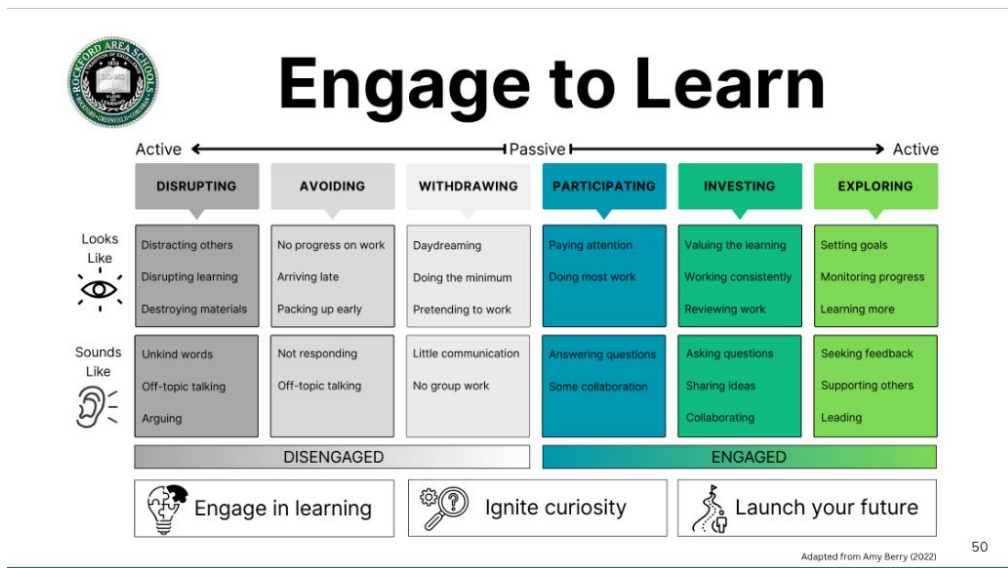 ROCKFORD AREA SCHOOLS
ROCKFORD • GREENFIELD • CORCORAN
Engage to Learn
Active
Passive
Active
DISRUPTING
AVOIDING
WITHDRAWING
PARTICIPATING
INVESTING
EXPLORING
Looks
Like
Distracting others
Disrupting learning
Destroying materials
No progress on work
Arriving late
Packing up early
Daydreaming
Doing the minimum
Pretending to work
Paying attention
Doing most work
Valuing the learning
Working consistently
Reviewing work
Setting goals
Monitoring progress
Learning more
Sounds
Like
Unkind words
Off-topic talking
Arguing
Not responding
Off-topic talking
Little communication
No group work
Answering questions
Some collaboration
Asking questions
Sharing ideas
Collaborating
Seeking feedback
Supporting others
Leading
DISENGAGED
ENGAGED
Engage in learning
Ignite curiosity
Launch your future
Adapted from Amy Berry (2022)
50